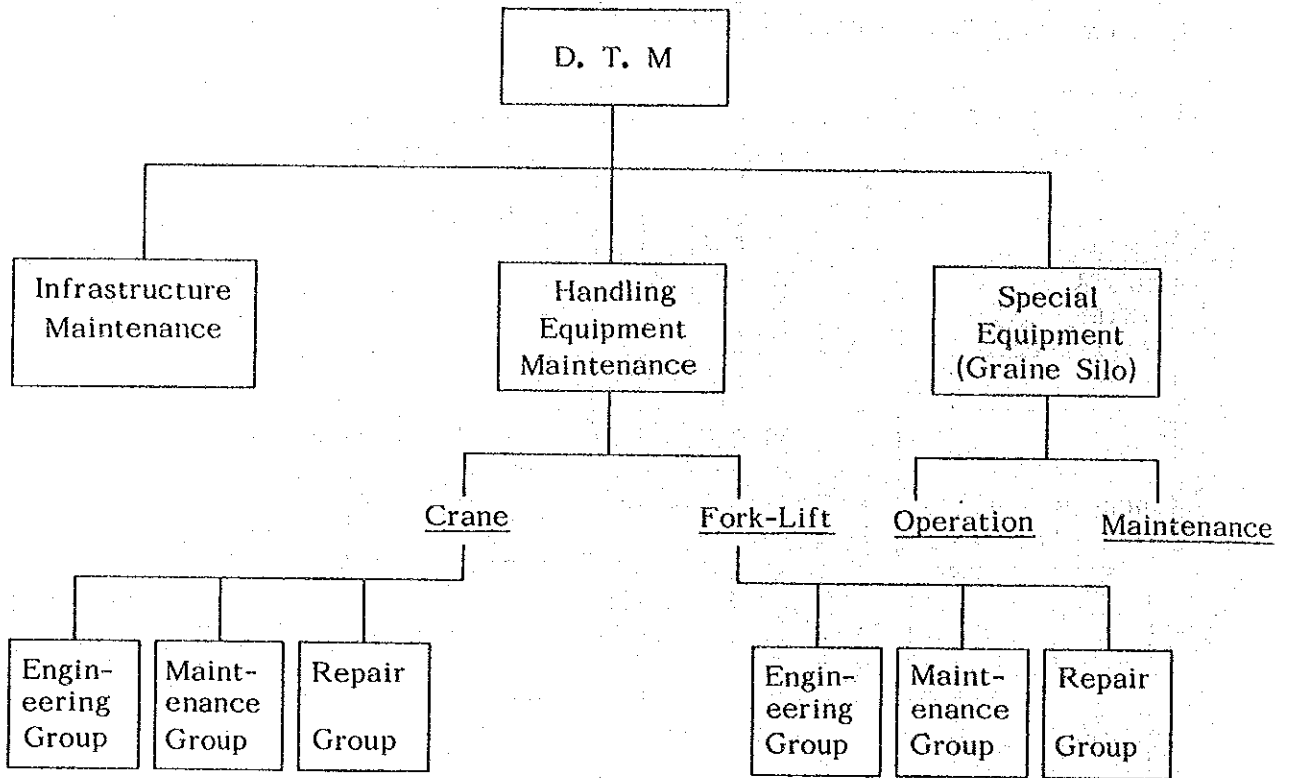 D. T. M
Infrastructure
Maintenance
Handling
Equipment
Maintenance
Special
Equipment
(Graine Silo)
Crane
Fork-Lift
Operation
Maintenance
Engin-
eering
Group
Maint-
enance
Group
Repair
Group
Engin-
eering
Group
Maint-
enance
Group
Repair
Group